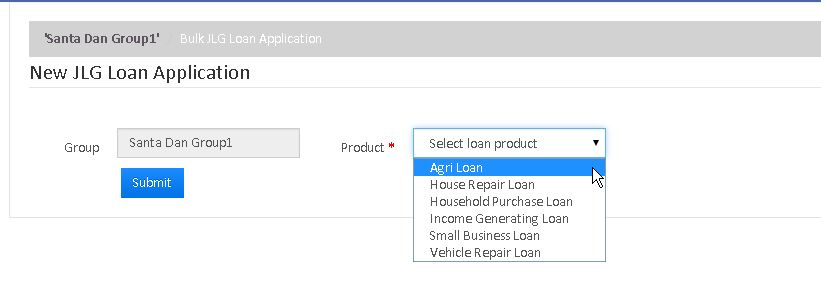 'Santa Dan Group1' / Bulk JLG Loan Application
New JLG Loan Application
Group Santa Dan Group1 Product * Select loan product
Submit
Agri Loan
House Repair Loan
Household Purchase Loan
Income Generating Loan
Small Business Loan
Vehicle Repair Loan